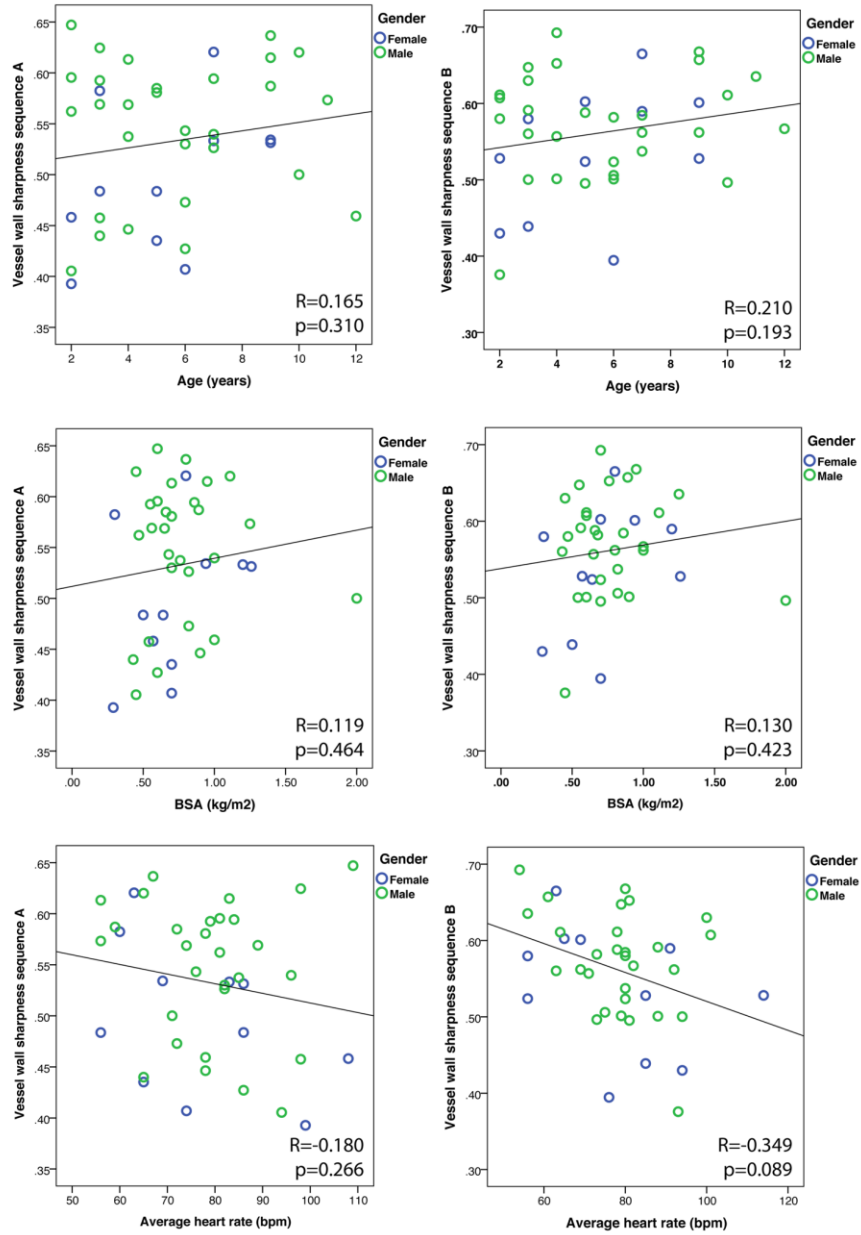 Vessel wall sharpness sequence A
.65
.60
.55
.50
.45
.40
.35
2
4
6
8
10
12
Age (years)
R=0.165
p=0.310
Gender
Female
Male
Vessel wall sharpness sequence B
.70
.60
.50
.40
.30
2
4
6
8
10
12
Age (years)
R=0.210
p=0.193
Gender
Female
Male
Vessel wall sharpness sequence A
.65
.60
.55
.50
.45
.40
.35
.00
.50
1.00
1.50
2.00
BSA (kg/m2)
R=0.119
p=0.464
Gender
Female
Male
Vessel wall sharpness sequence B
.70
.60
.50
.40
.30
.00
.50
1.00
1.50
2.00
BSA (kg/m2)
R=0.130
p=0.423
Gender
Female
Male
Vessel wall sharpness sequence A
.65
.60
.55
.50
.45
.40
.35
50
60
70
80
90
100
110
Average heart rate (bpm)
R=-0.180
p=0.266
Gender
Female
Male
Vessel wall sharpness sequence B
.70
.60
.50
.40
.30
60
80
100
120
Average heart rate (bpm)
R=-0.349
p=0.089
Gender
Female
Male